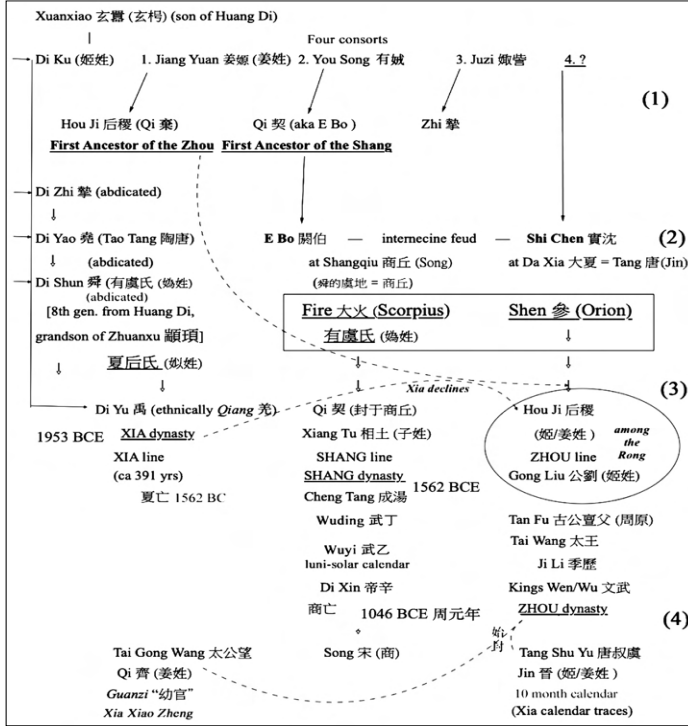 Xuanxiao 玄囂 (玄枵) (son of Huang Di)
Four consorts
Di Ku (姬姓) 1. Jiang Yuan 姜嫄 (姜姓) 2. You Song 有娀 3. Juzi 娵訾 4. ?
(1)
Hou Ji 后稷 (Qi 棄) Qi 契 (aka E Bo ) Zhi 摯
First Ancestor of the Zhou First Ancestor of the Shang
Di Zhi 摯 (abdicated)
Di Yao 堯 (Tao Tang 陶唐) E Bo 閼伯 — internecine feud — Shi Chen 實沈 (2)
(abdicated) at Shangqiu 商丘 (Song) at Da Xia 大夏 = Tang 唐 (Jin)
Di Shun 舜 (有虞氏 (媯姓) (舜的虞地 = 商丘)
(abdicated)
[8th gen. from Huang Di, Fire 大火 (Scorpius) Shen 參 (Orion)
grandson of Zhuanxu 顓頊] 有虞氏 (媯姓)
夏后氏 (姒姓)
Xia declines (3)
Di Yu 禹 (ethnically Qiang 羌) Qi 契 (封于商丘) Hou Ji 后稷
1953 BCE XIA dynasty Xiang Tu 相土 (子姓) (姬/姜姓 ) among
the
XIA line SHANG line ZHOU line Rong
(ca 391 yrs) SHANG dynasty 1562 BCE Gong Liu 公劉 (姬姓)
夏亡 1562 BC Cheng Tang 成湯
Wuding 武丁 Tan Fu 古公亶父 (周原)
Tai Wang 太王
Wuyi 武乙
luni-solar calendar Ji Li 季歷
Di Xin 帝辛 Kings Wen/Wu 文武
商亡 1046 BCE 周元年 ZHOU dynasty
(4)
始封
Tai Gong Wang 太公望 Song 宋 (商) Tang Shu Yu 唐叔虞
Qi 齊 (姜姓) Jin 晉 (姬/姜姓)
Guanzi “幼官” 10 month calendar
Xia Xiao Zheng (Xia calendar traces)